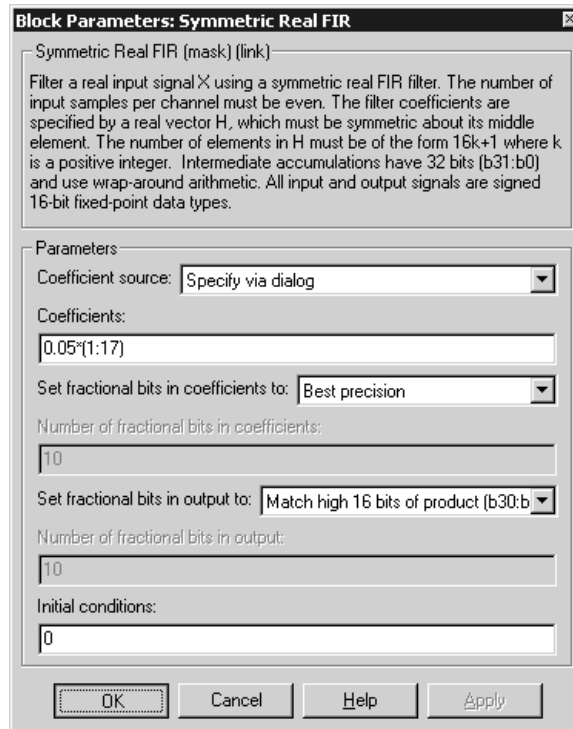 Block Parameters: Symmetric Real FIR
Symmetric Real FIR (mask) (link)
Filter a real input signal X using a symmetric real FIR filter. The number of
input samples per channel must be even. The filter coefficients are
specified by a real vector H, which must be symmetric about its middle
element. The number of elements in H must be of the form 16k+1 where k
is a positive integer. Intermediate accumulations have 32 bits (b31:b0)
and use wrap-around arithmetic. All input and output signals are signed
16-bit fixed-point data types.
Parameters
Coefficient source: Specify via dialog
Coefficients:
0.05*(1:17)
Set fractional bits in coefficients to: Best precision
Number of fractional bits in coefficients:
10
Set fractional bits in output to: Match high 16 bits of product (b30:b
Number of fractional bits in output:
10
Initial conditions:
0
OK Cancel Help Apply